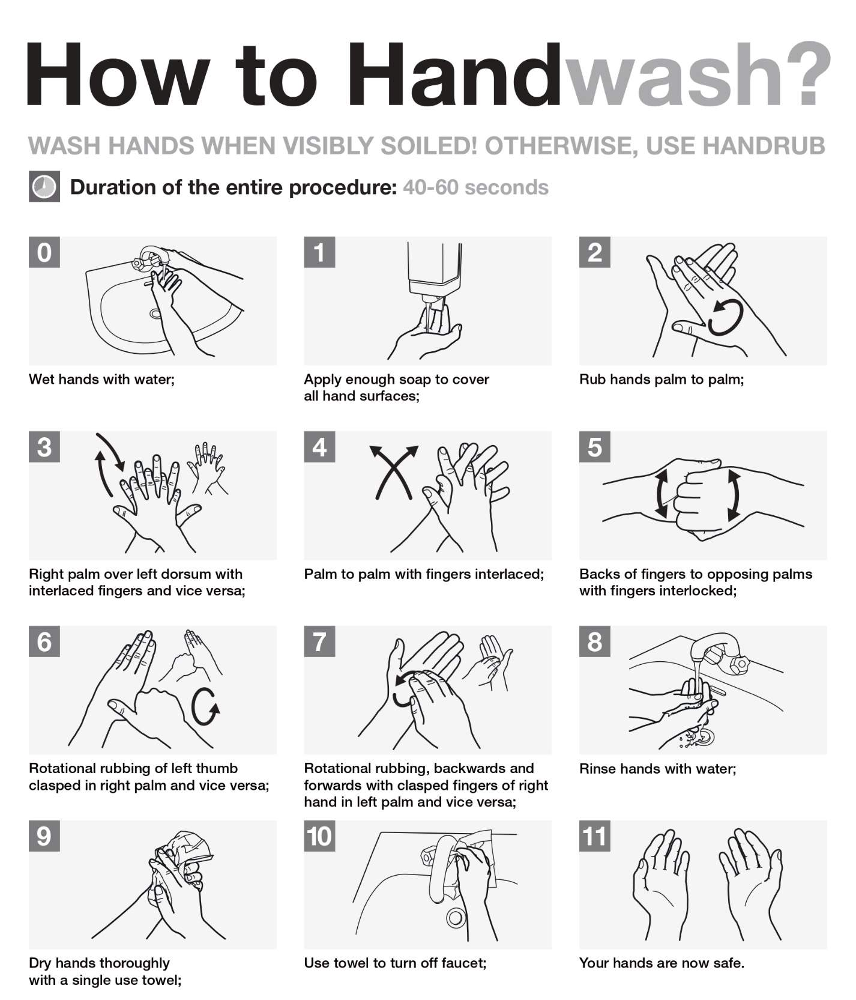 How to Handwash?
WASH HANDS WHEN VISIBLY SOILED! OTHERWISE, USE HANDRUB
Duration of the entire procedure: 40-60 seconds
0
Wet hands with water;
1
Apply enough soap to cover
all hand surfaces;
2
Rub hands palm to palm;
3
Right palm over left dorsum with
interlaced fingers and vice versa;
4
Palm to palm with fingers interlaced;
5
Backs of fingers to opposing palms
with fingers interlocked;
6
Rotational rubbing of left thumb
clasped in right palm and vice versa;
7
Rotational rubbing, backwards and
forwards with clasped fingers of right
hand in left palm and vice versa;
8
Rinse hands with water;
9
Dry hands thoroughly
with a single use towel;
10
Use towel to turn off faucet;
11
Your hands are now safe.